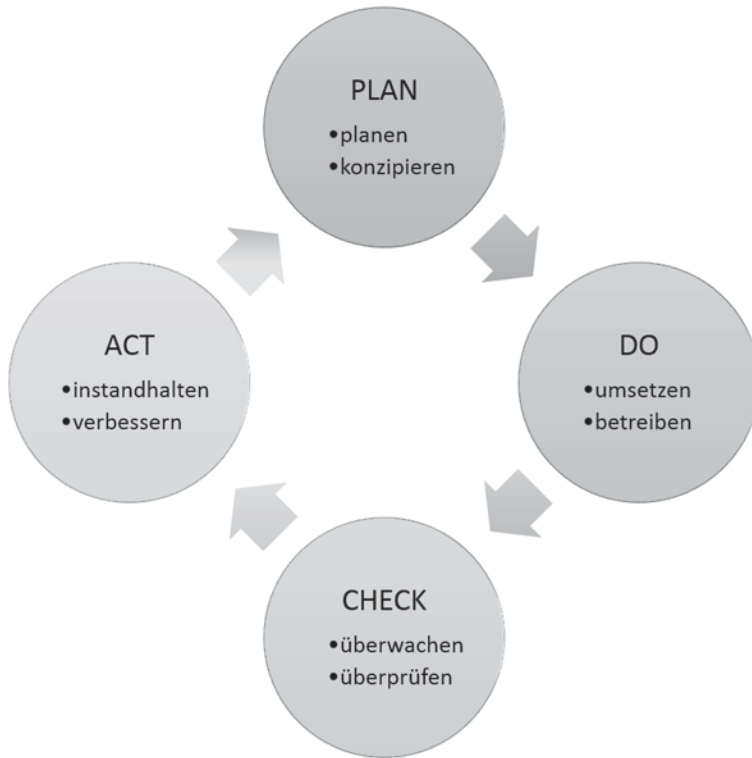 PLAN
•planen
•konzipieren
DO
•umsetzen
•betreiben
CHECK
•überwachen
•überprüfen
ACT
•instandhalten
•verbessern